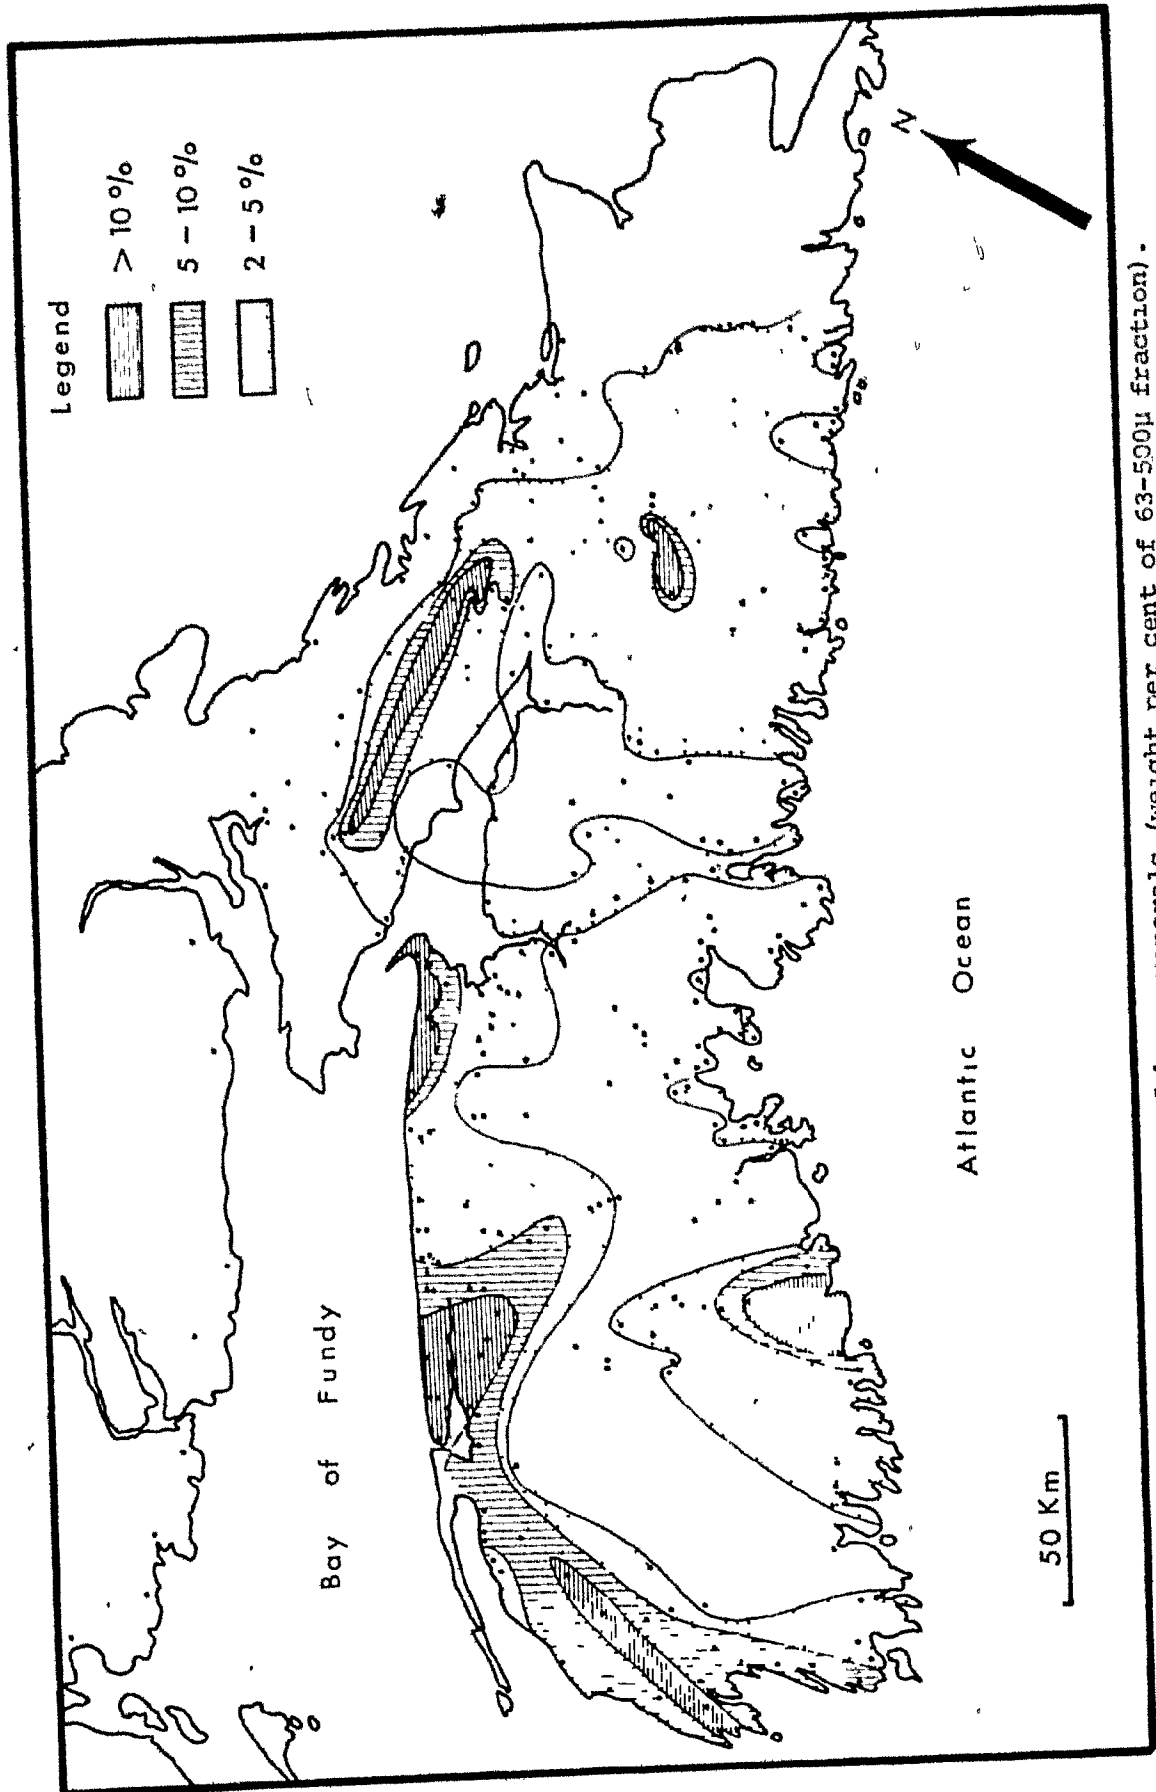 Legend
> 10 %
5 – 10 %
2 – 5 %
N
Bay of Fundy
Atlantic Ocean
50 Km
(weight per cent of 63-500µ fraction).